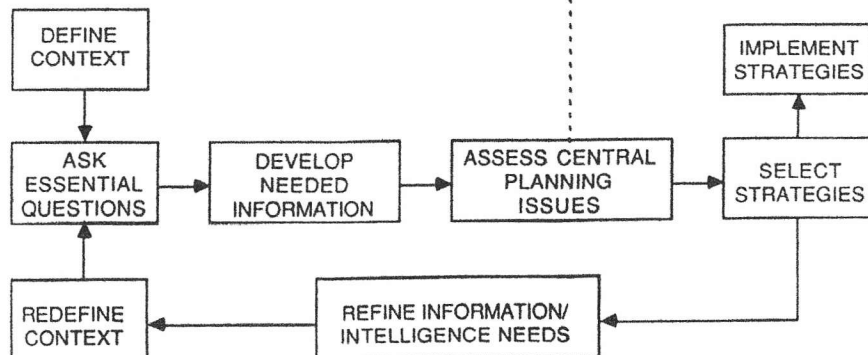 DEFINE
CONTEXT
IMPLEMENT
STRATEGIES
ASK
ESSENTIAL
QUESTIONS
DEVELOP
NEEDED
INFORMATION
ASSESS CENTRAL
PLANNING
ISSUES
SELECT
STRATEGIES
REDEFINE
CONTEXT
REFINE INFORMATION/
INTELLIGENCE NEEDS